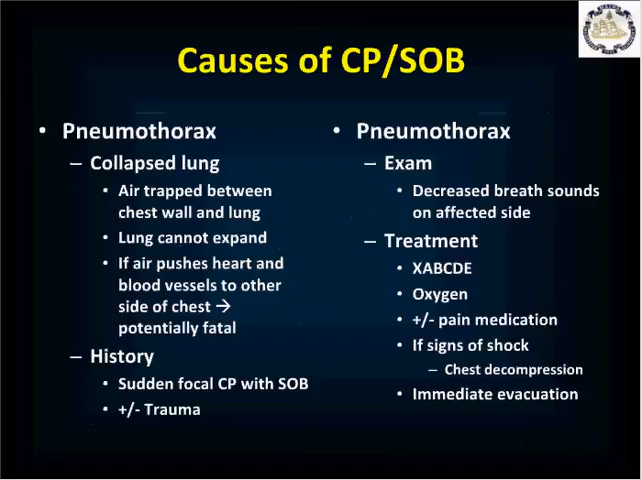 Causes of CP/SOB
• Pneumothorax
– Collapsed lung
• Air trapped between
chest wall and lung
• Lung cannot expand
• If air pushes heart and
blood vessels to other
side of chest →
potentially fatal
– History
• Sudden focal CP with SOB
• +/- Trauma
• Pneumothorax
– Exam
• Decreased breath sounds
on affected side
– Treatment
• XABCDE
• Oxygen
• +/- pain medication
• If signs of shock
– Chest decompression
• Immediate evacuation